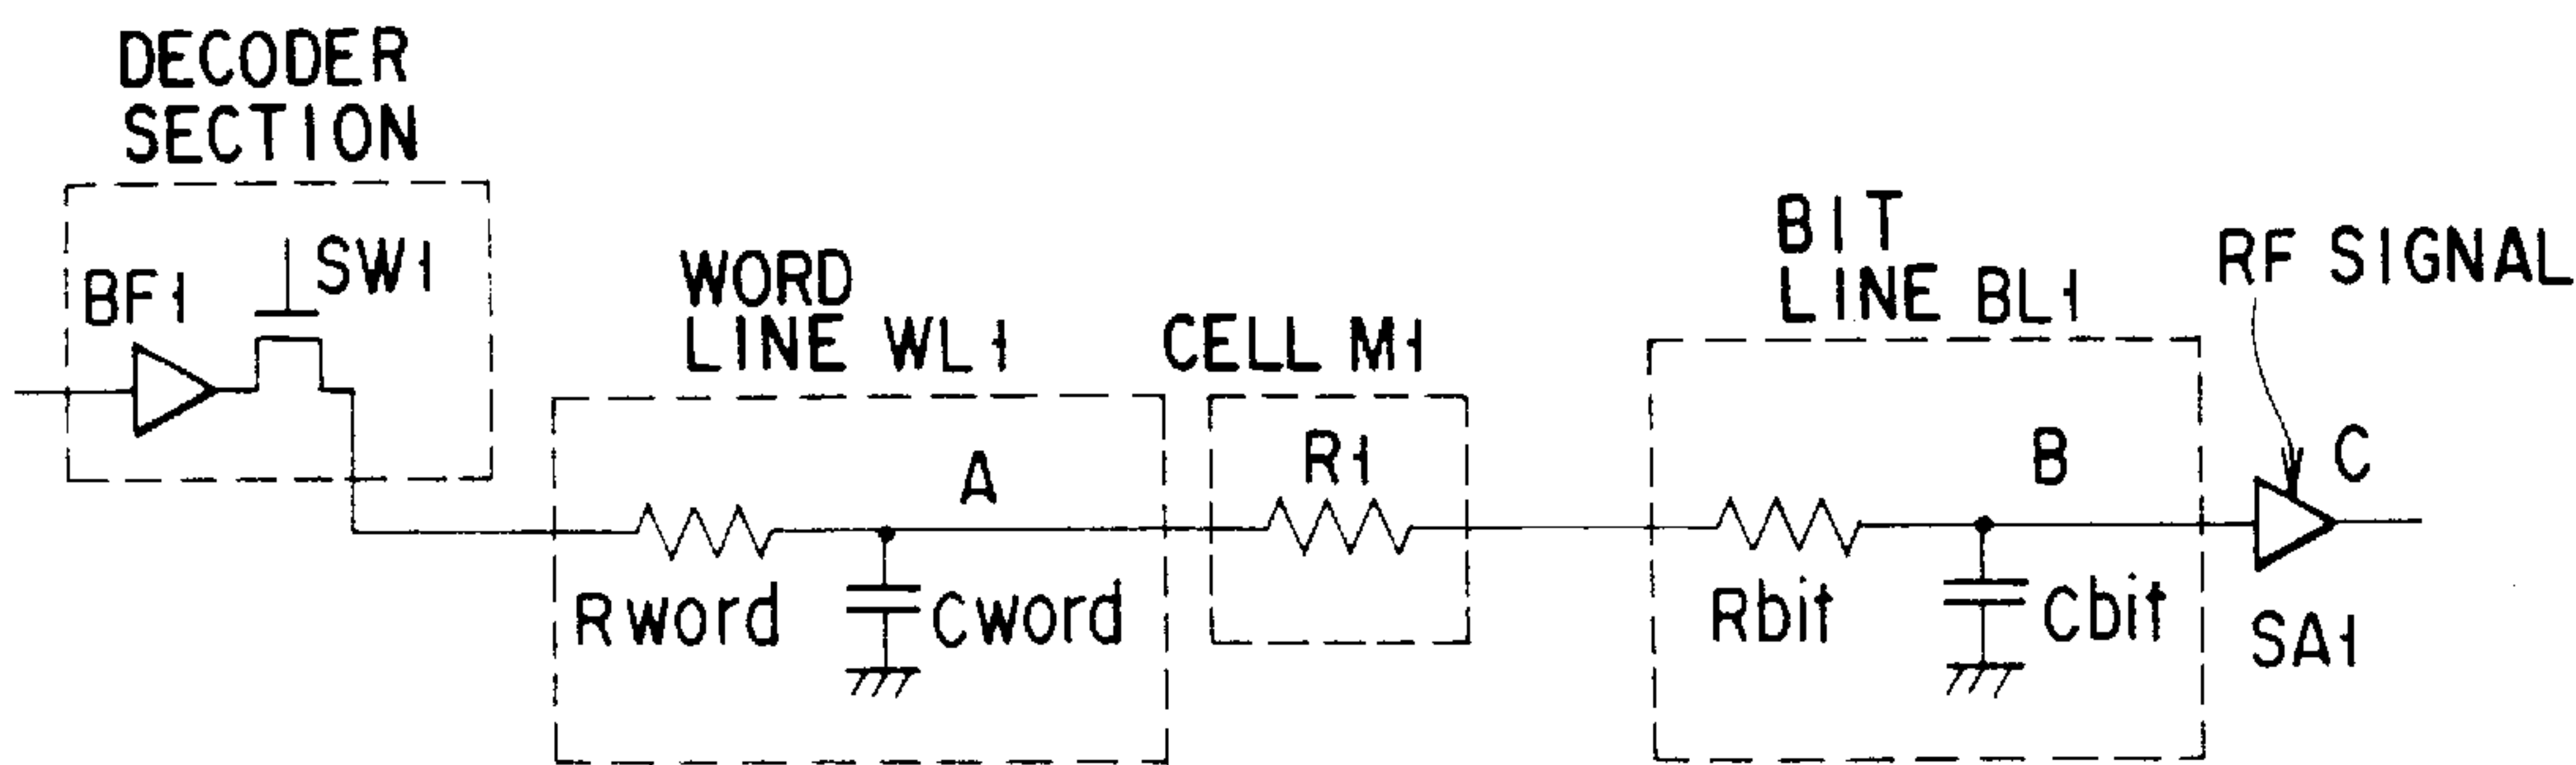 DECODER
SECTION
BF1
SW1
WORD
LINE WL1
CELL M1
BIT
LINE BL1
RF SIGNAL
A
R1
B
C
Rword
Cword
Rbit
Cbit
SA1